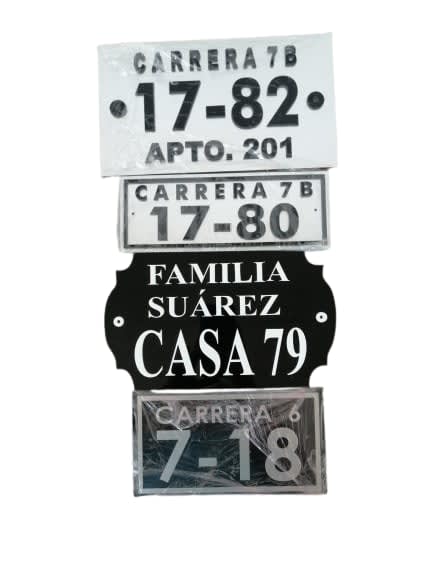 CARRERA 7B
17-82
APTO. 201
CARRERA 7B
17-80
FAMILIA
SUÁREZ
CASA 79
CARRERA 6
7-18